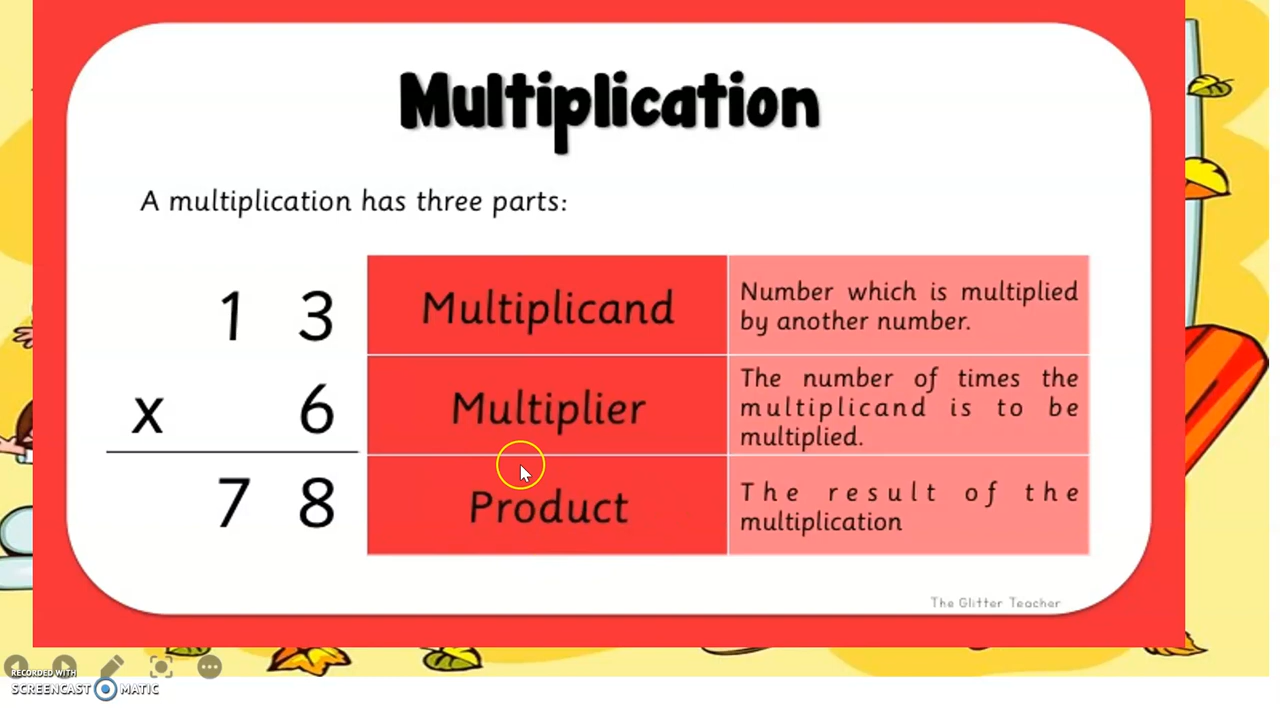 Multiplication
A multiplication has three parts:
1 3
Multiplicand
Number which is multiplied
by another number.
x 6
Multiplier
The number of times the
multiplicand is to be
multiplied.
7 8
Product
The result of the
multiplication
The Glitter Teacher
RECORDED WITH
SCREENCAST MATIC